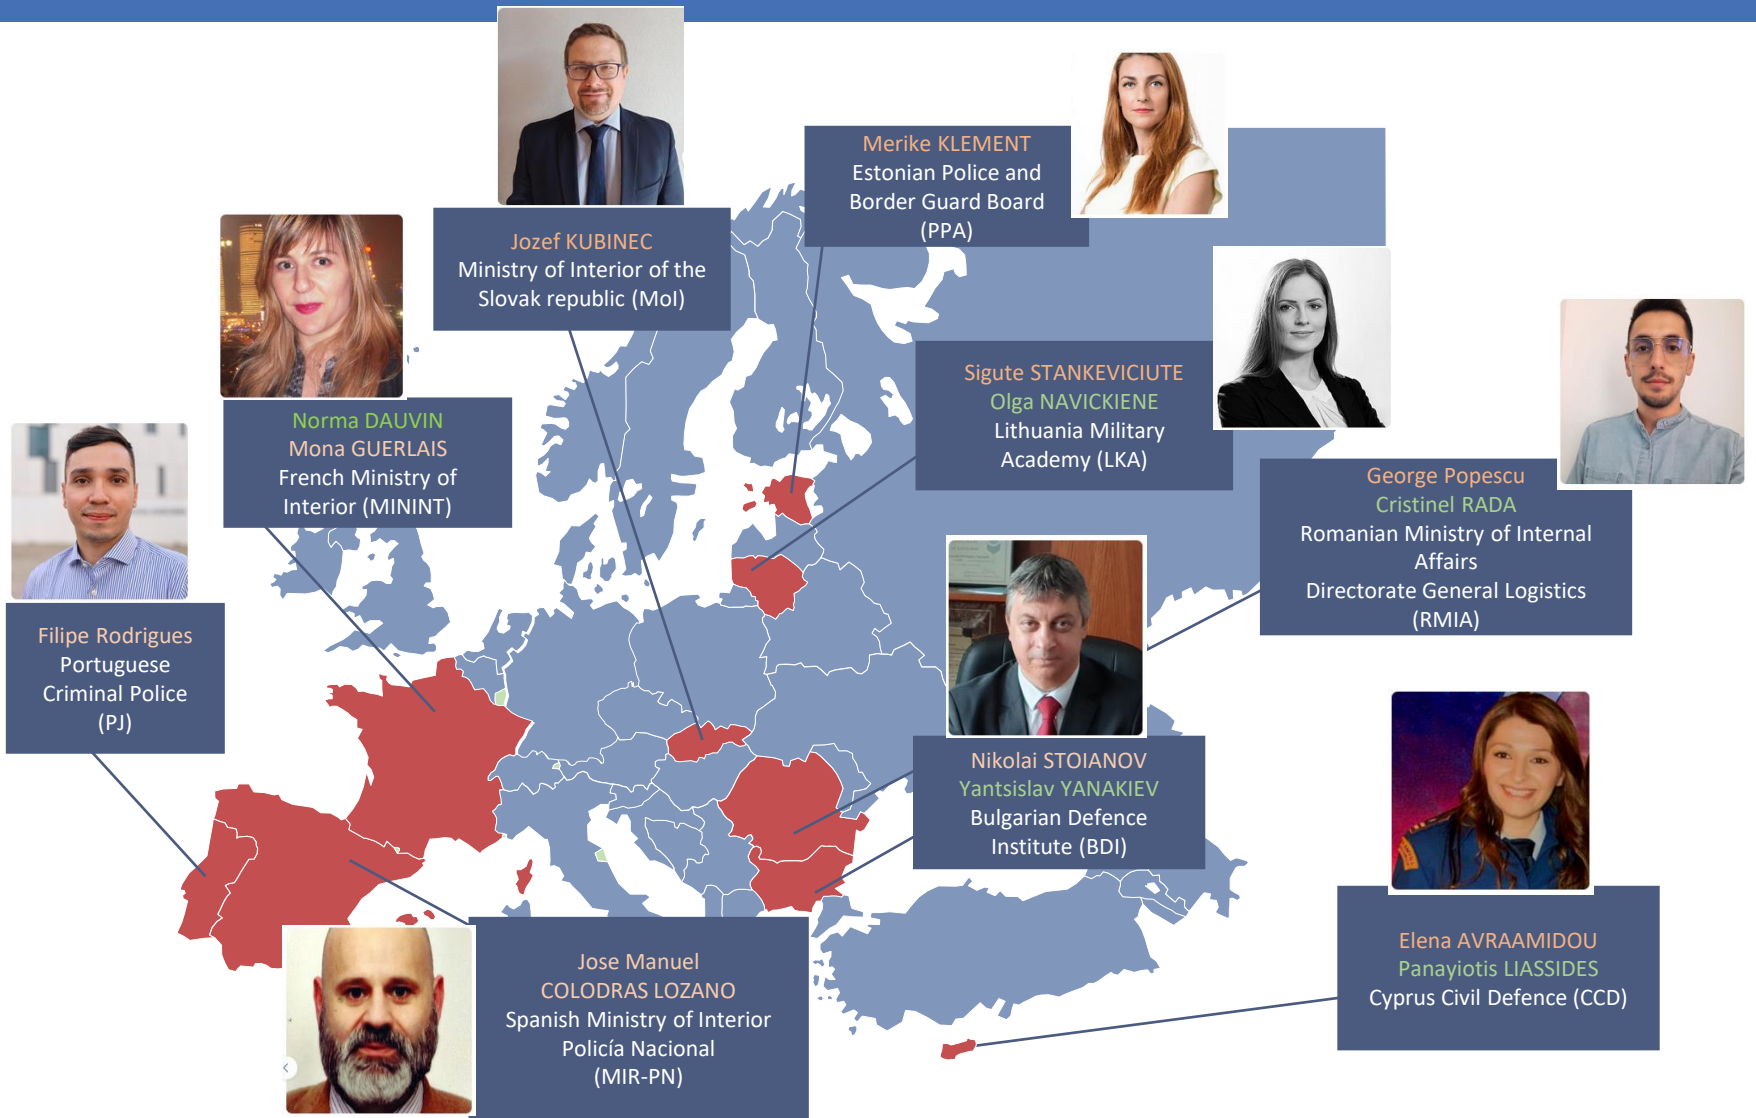 Merike KLEMENT
Estonian Police and
Border Guard Board
(PPA)
Jozef KUBINEC
Ministry of Interior of the
Slovak republic (MoI)
Sigute STANKEVICIUTE
Olga NAVICKIENE
Lithuania Military
Academy (LKA)
Norma DAUVIN
Mona GUERLAIS
French Ministry of
Interior (MININT)
George Popescu
Cristinel RADA
Romanian Ministry of Internal
Affairs
Directorate General Logistics
(RMIA)
Filipe Rodrigues
Portuguese
Criminal Police
(PJ)
Nikolai STOIANOV
Yantsislav YANAKIEV
Bulgarian Defence
Institute (BDI)
Elena AVRAAMIDOU
Panayiotis LIASSIDES
Cyprus Civil Defence (CCD)
Jose Manuel
COLODRAS LOZANO
Spanish Ministry of Interior
Policía Nacional
(MIR-PN)